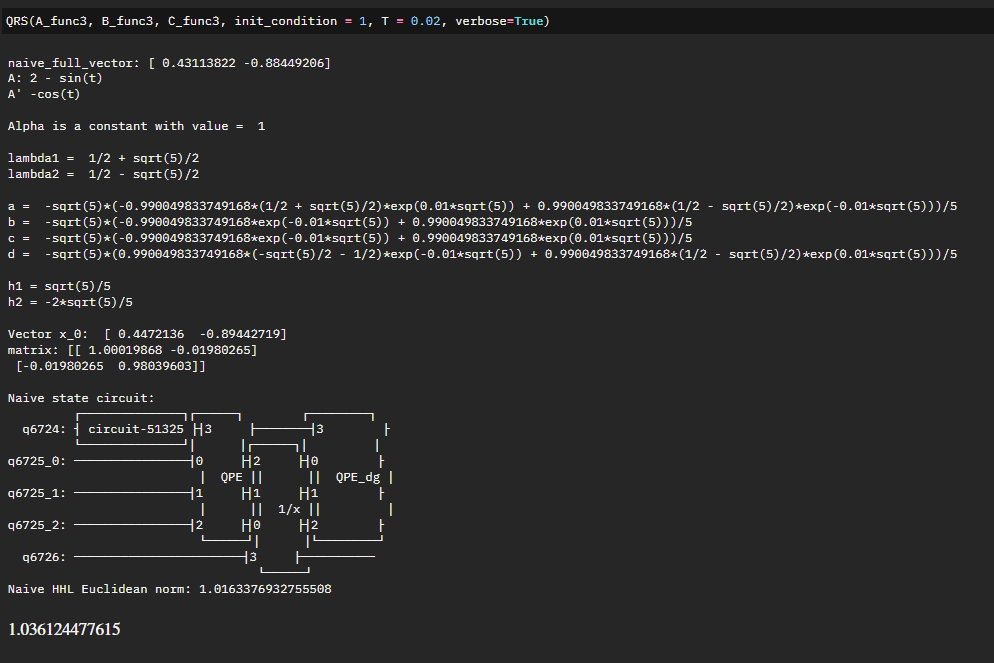 QRS(A_func3, B_func3, C_func3, init_condition = 1, T = 0.02, verbose=True)
naive_full_vector: [ 0.43113822 -0.88449206]
A: 2 - sin(t)
A' -cos(t)
Alpha is a constant with value =  1
lambda1 =  1/2 + sqrt(5)/2
lambda2 =  1/2 - sqrt(5)/2
a =  -sqrt(5)*(-0.990049833749168*(1/2 + sqrt(5)/2)*exp(0.01*sqrt(5)) + 0.990049833749168*(1/2 - sqrt(5)/2)*exp(-0.01*sqrt(5)))/5
b =  -sqrt(5)*(-0.990049833749168*exp(-0.01*sqrt(5)) + 0.990049833749168*exp(0.01*sqrt(5)))/5
c =  -sqrt(5)*(-0.990049833749168*exp(-0.01*sqrt(5)) + 0.990049833749168*exp(0.01*sqrt(5)))/5
d =  -sqrt(5)*(0.990049833749168*(-sqrt(5)/2 - 1/2)*exp(-0.01*sqrt(5)) + 0.990049833749168*(1/2 - sqrt(5)/2)*exp(0.01*sqrt(5)))/5
h1 = sqrt(5)/5
h2 = -2*sqrt(5)/5
Vector x_0:  [ 0.4472136  -0.89442719]
matrix: [[ 1.00019868 -0.01980265]
[-0.01980265  0.98039603]]
Naive state circuit:
q6724: circuit-51325 3 3
q6725_0: 0 2 0
QPE QPE_dg
q6725_1: 1 1 1
1/x
q6725_2: 2 0 2
q6726: 3
Naive HHL Euclidean norm: 1.0163376932755508
1.036124477615